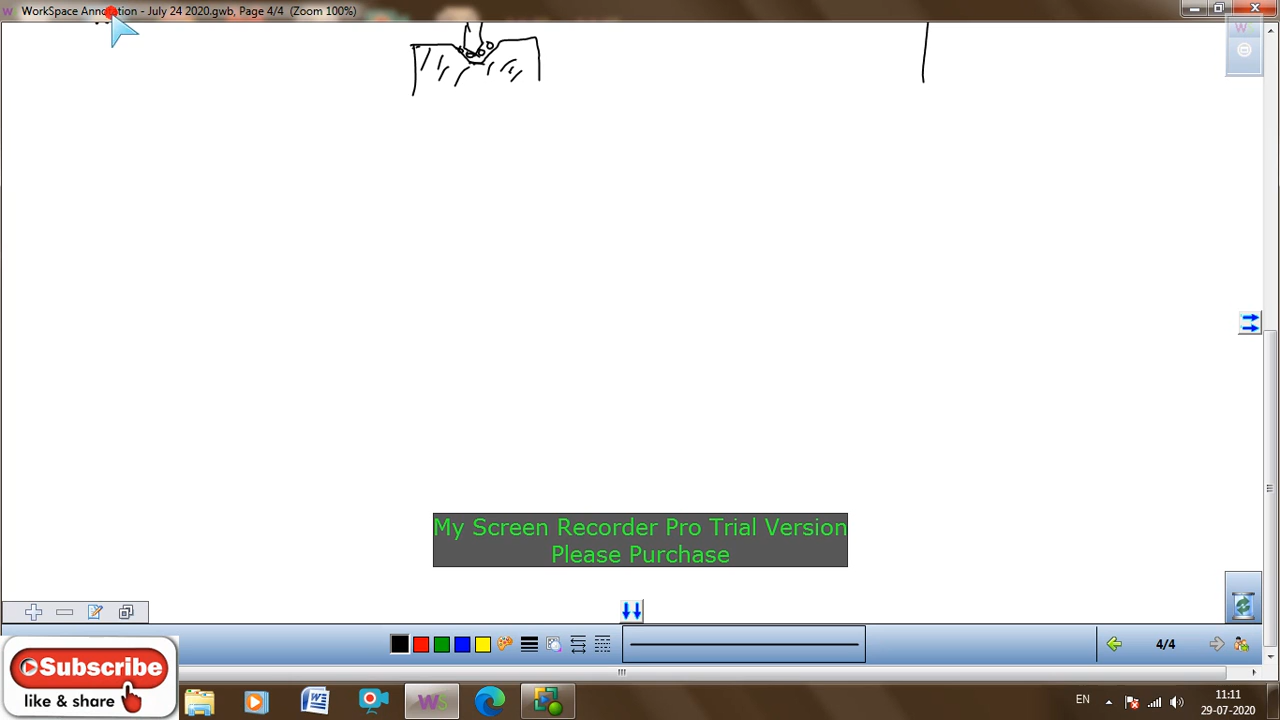 WorkSpace Annotation - July 24 2020.gwb, Page 4/4 (Zoom 100%)
My Screen Recorder Pro Trial Version
Please Purchase
4/4
Subscribe
like & share
EN
11:11
29-07-2020